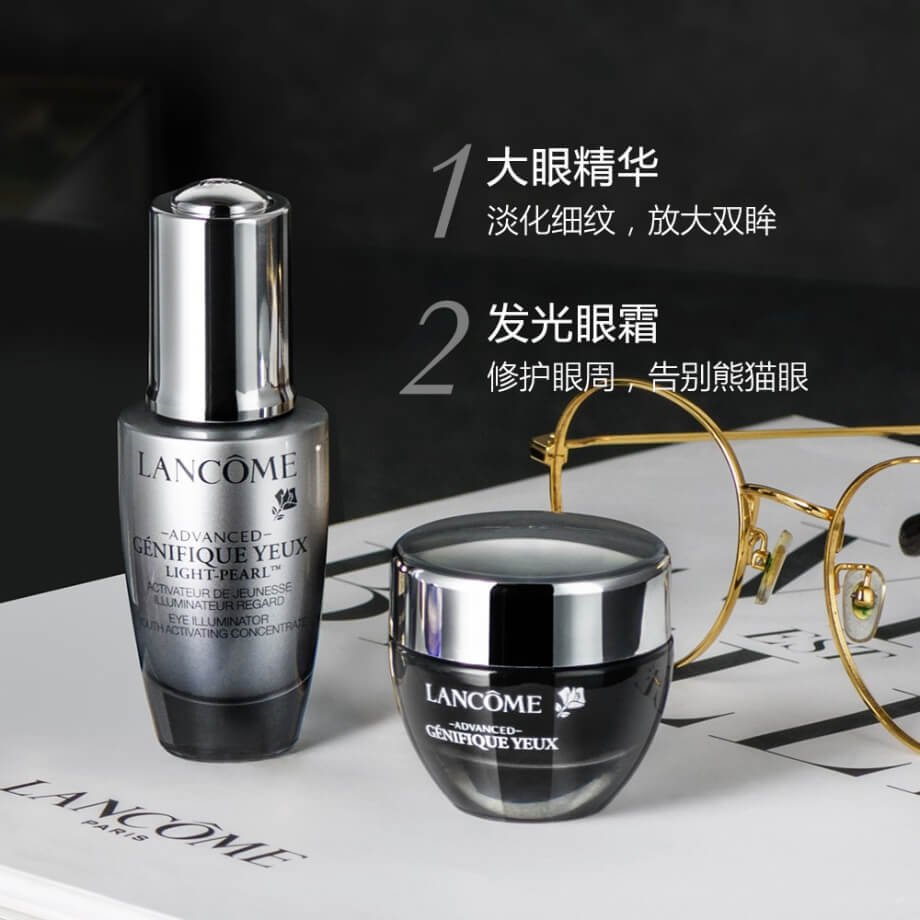 1 大眼精华
淡化细纹，放大双眸
2 发光眼霜
修护眼周，告别熊猫眼
LANCÔME
-ADVANCED-
GÉNIFIQUE YEUX
LIGHT-PEARL™
ACTIVATEUR DE JEUNESSE
ILLUMINATEUR REGARD
EYE ILLUMINATOR
YOUTH ACTIVATING CONCENTRATE
LANCÔME
-ADVANCED-
GÉNIFIQUE YEUX
EST
LANCÔME
PARIS